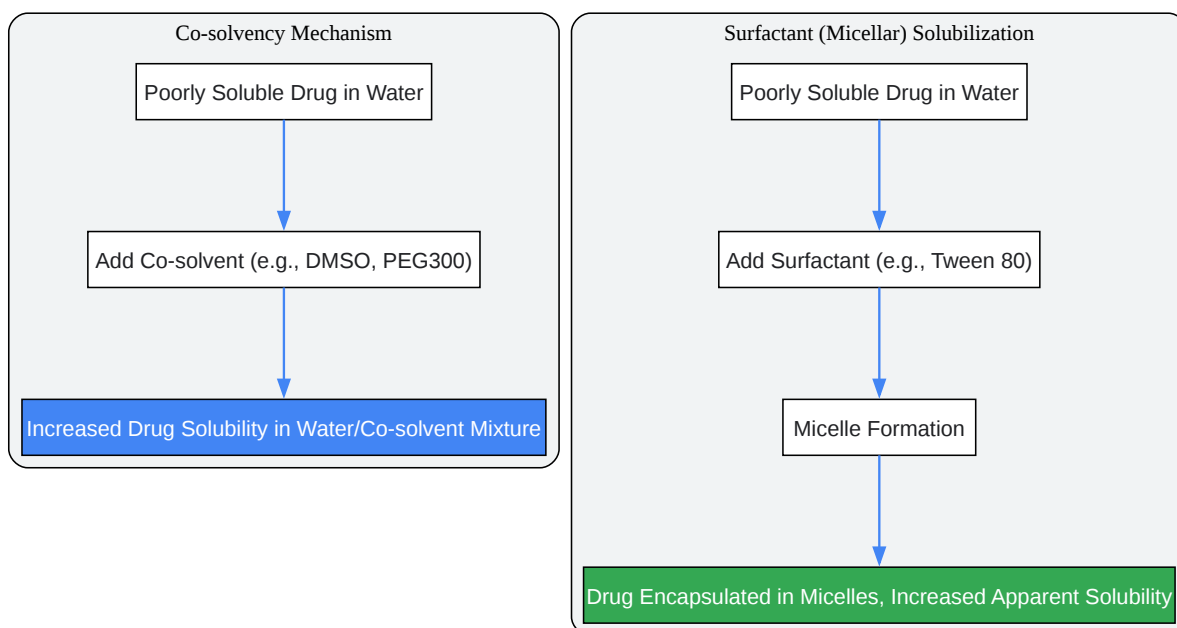 Co-solvency Mechanism
Poorly Soluble Drug in Water
Add Co-solvent (e.g., DMSO, PEG300)
Increased Drug Solubility in Water/Co-solvent Mixture
Surfactant (Micellar) Solubilization
Poorly Soluble Drug in Water
Add Surfactant (e.g., Tween 80)
Micelle Formation
Drug Encapsulated in Micelles, Increased Apparent Solubility